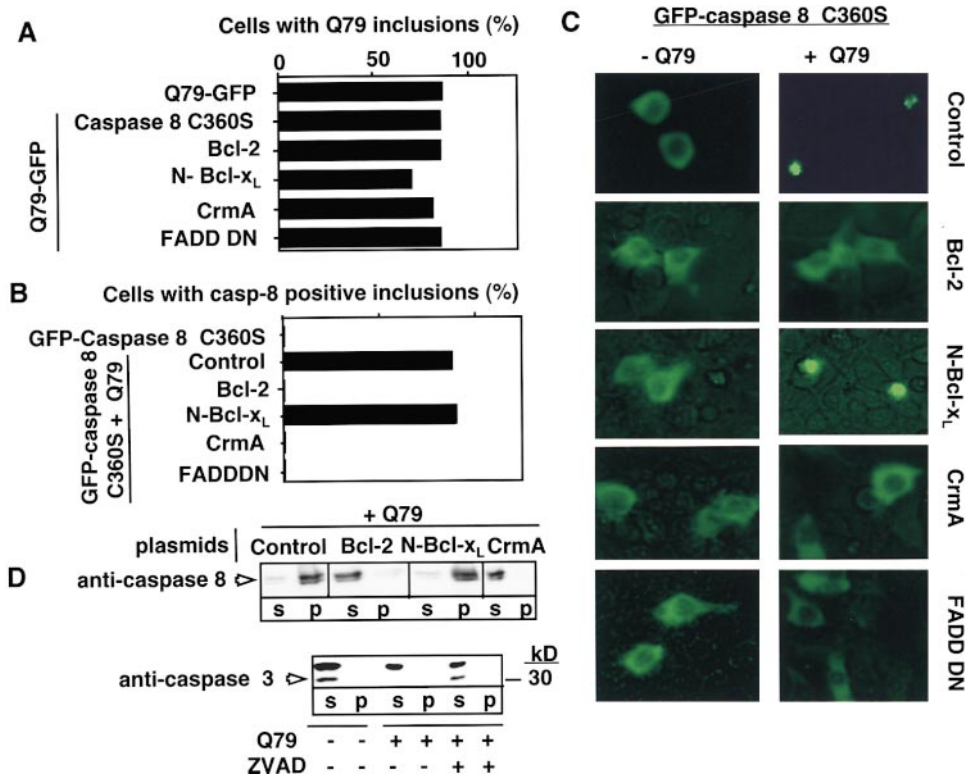 A
Cells with Q79 inclusions (%)
0 50 100
Q79-GFP
Q79-GFP
Caspase 8 C360S
Bcl-2
N- Bcl-xL
CrmA
FADD DN
B
Cells with casp-8 positive inclusions (%)
GFP-Caspase 8 C360S
GFP-caspase 8
C360S + Q79
Control
Bcl-2
N-Bcl-xL
CrmA
FADDDN
C
GFP-caspase 8 C360S
- Q79 + Q79
Control
Bcl-2
N-Bcl-xL
CrmA
FADD DN
D
+ Q79
plasmids Control Bcl-2 N-Bcl-xL CrmA
anti-caspase 8
s p s p s p s p
kD
anti-caspase 3 30
s p s p s p
Q79 - - + + + +
ZVAD - - - - + +